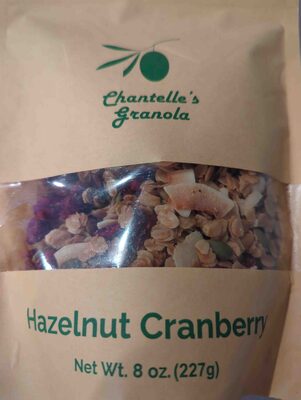 Chantelle's
Granola
Hazelnut Cranberry
Net Wt. 8 oz. (227g)